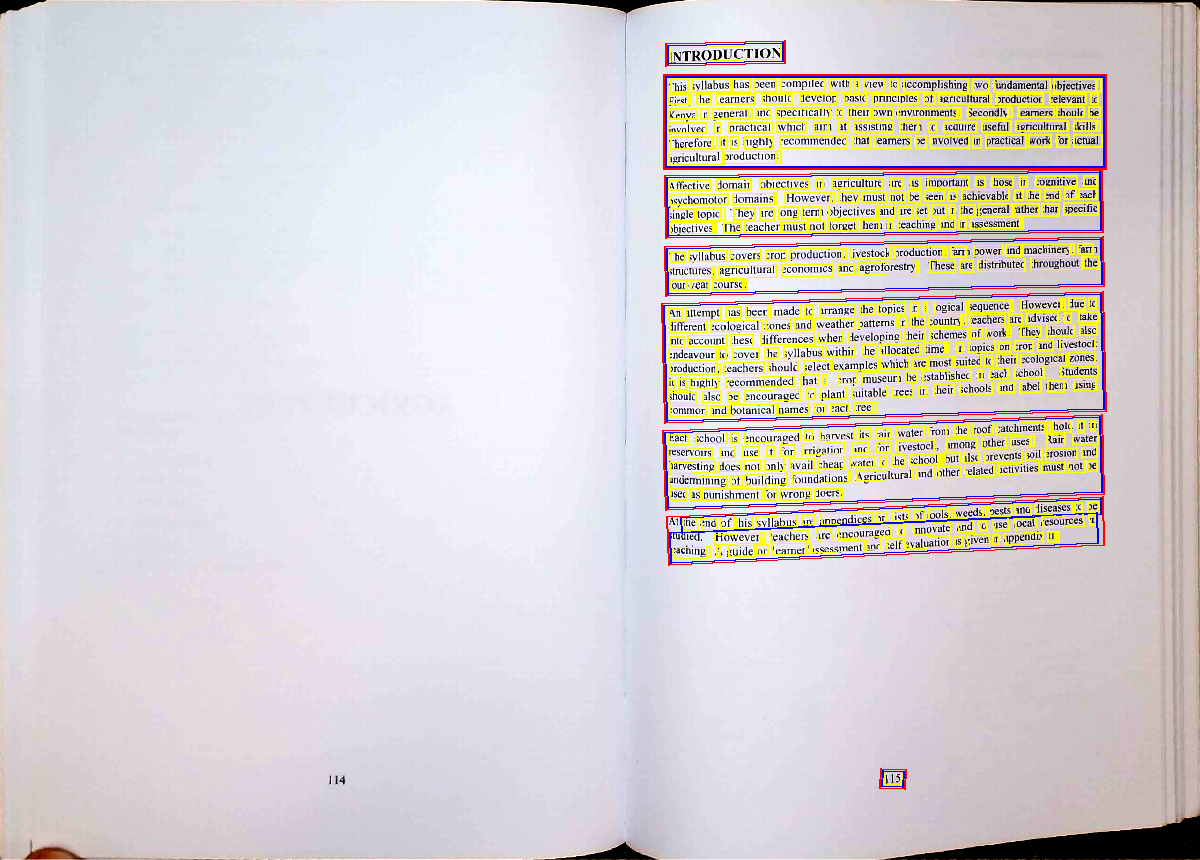 114
INTRODUCTION
This syllabus has been compiled with a view to accomplishing two fundamental objectives.
First, the learners should develop basic principles of agricultural production relevant to
Kenya in general and specifically to their own environments. Secondly, learners should be
involved in practical which aim at assisting them to acquire useful agricultural skills.
Therefore, it is highly recommended that learners be involved in practical work for actual
agricultural production.
Affective domain objectives in agriculture are as important as those in cognitive and
psychomotor domains. However, they must not be seen as achievable at the end of each
single topic. They are long term objectives and are set out in the general rather than specific
objectives. The teacher must not forget them in teaching and in assessment.
The syllabus covers crop production, livestock production, farm power and machinery, farm
structures, agricultural economics and agroforestry. These are distributed throughout the
four-year course.
An attempt has been made to arrange the topics in a logical sequence. However, due to
different ecological zones and weather patterns in the country, teachers are advised to take
into account these differences when developing their schemes of work. They should also
endeavour to cover the syllabus within the allocated time. In topics on crop and livestock
production, teachers should select examples which are most suited to their ecological zones.
It is highly recommended that a crop museum be established in each school. Students
should also be encouraged to plant suitable trees in their schools and label them using
common and botanical names for each tree.
Each school is encouraged to harvest its rain water from the roof catchments, hold it in
reservoirs and use it for irrigation and for livestock, among other uses. Rain water
harvesting does not only avail cheap water to the school but also prevents soil erosion and
undermining of building foundations. Agricultural and other related activities must not be
used as punishment for wrong doers.
At the end of this syllabus are appendices on lists of tools, weeds, pests and diseases to be
studied. However teachers are encouraged to innovate and to use local resources in
teaching. A guide on learner assessment and self evaluation is given in appendix
115